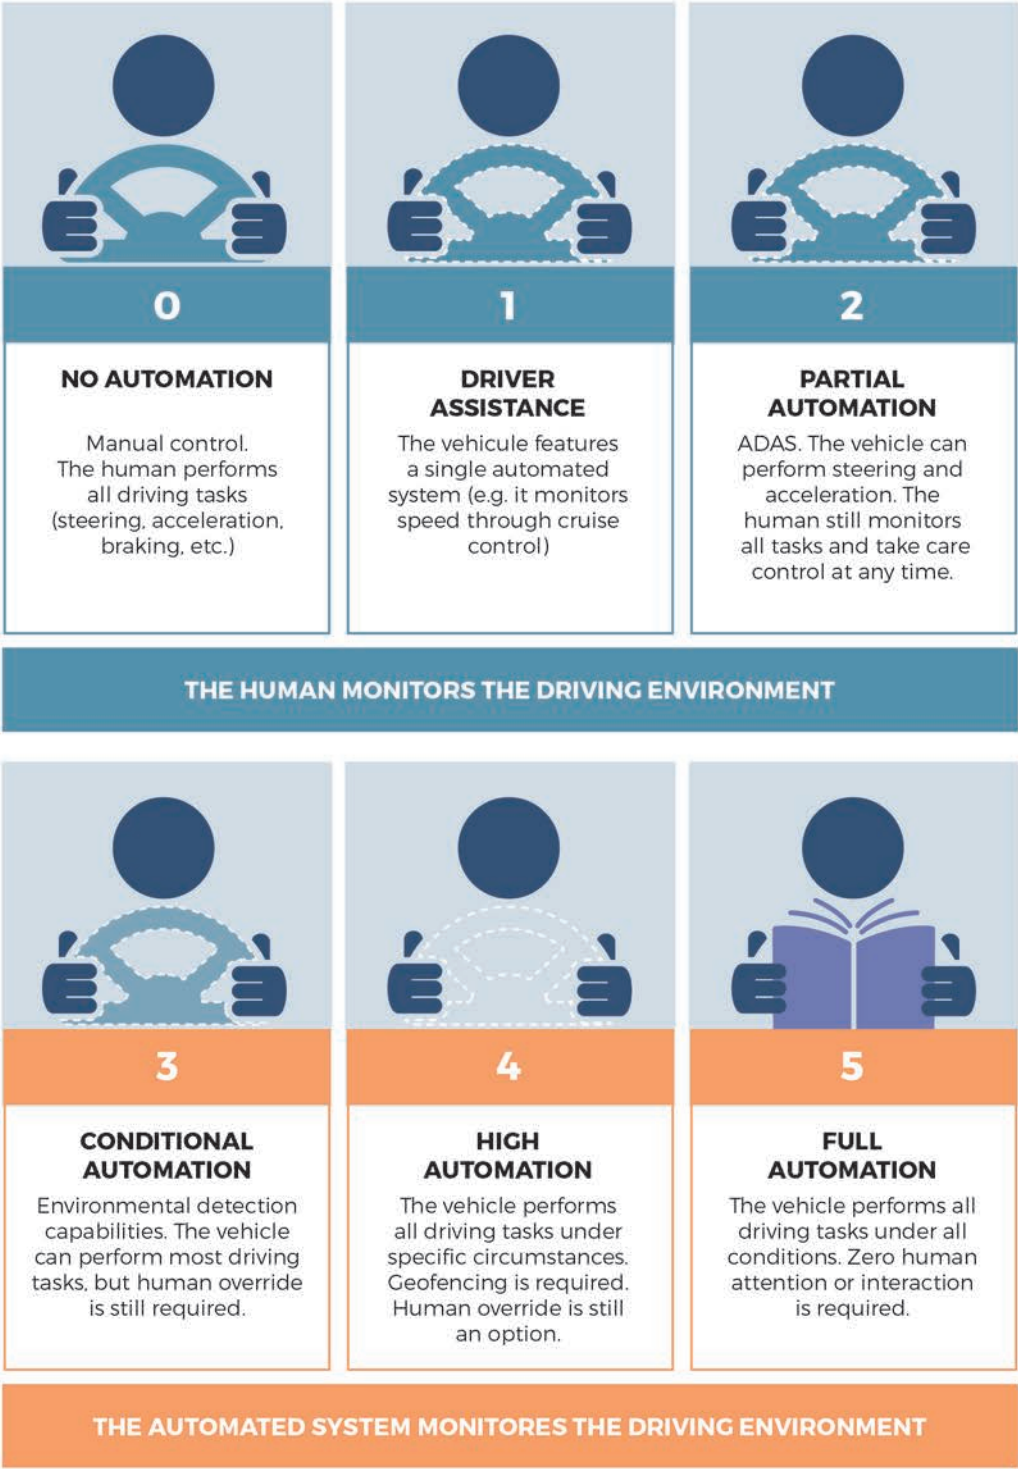 0
NO AUTOMATION
Manual control.
The human performs
all driving tasks
(steering, acceleration,
braking, etc.)
1
DRIVER
ASSISTANCE
The vehicule features
a single automated
system (e.g. it monitors
speed through cruise
control)
2
PARTIAL
AUTOMATION
ADAS. The vehicle can
perform steering and
acceleration. The
human still monitors
all tasks and take care
control at any time.
THE HUMAN MONITORS THE DRIVING ENVIRONMENT
3
CONDITIONAL
AUTOMATION
Environmental detection
capabilities. The vehicle
can perform most driving
tasks, but human override
is still required.
4
HIGH
AUTOMATION
The vehicle performs
all driving tasks under
specific circumstances.
Geofencing is required.
Human override is still
an option.
5
FULL
AUTOMATION
The vehicle performs all
driving tasks under all
conditions. Zero human
attention or interaction
is required.
THE AUTOMATED SYSTEM MONITORES THE DRIVING ENVIRONMENT